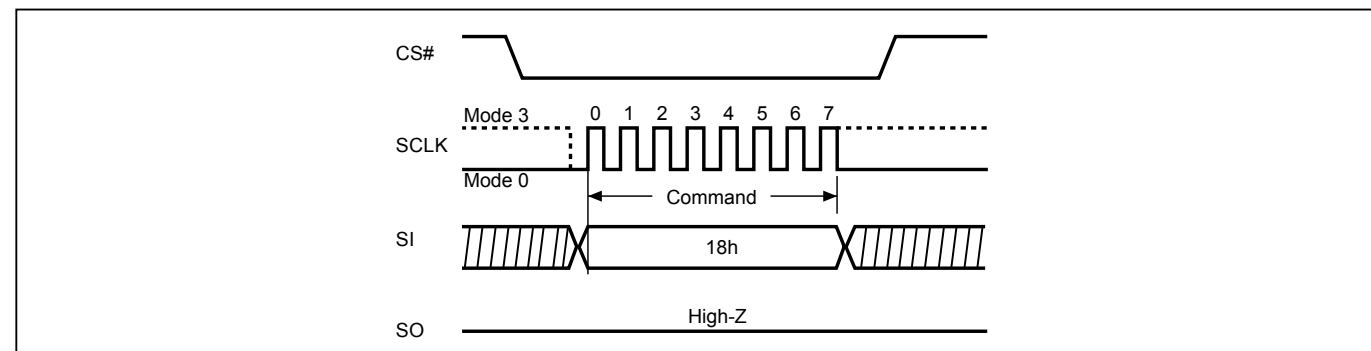 CS#
Mode 3 0 1 2 3 4 5 6 7
SCLK
Mode 0
Command
SI 18h
High-Z
SO